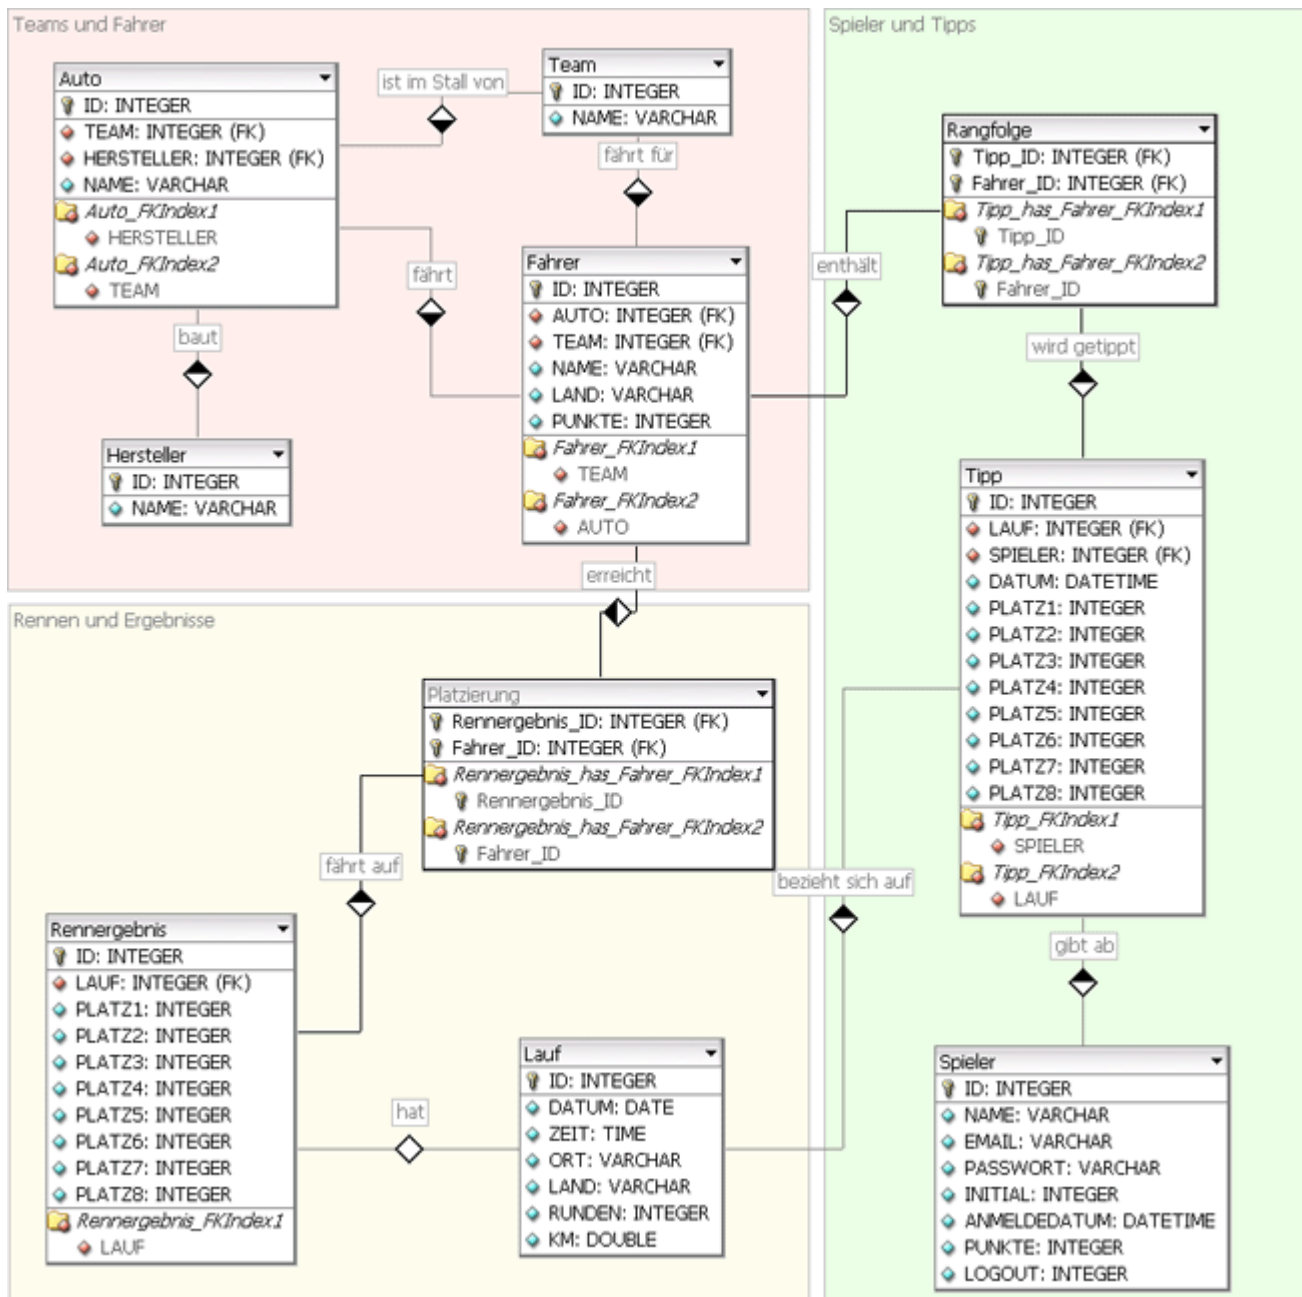 Teams und Fahrer
Auto
ID: INTEGER
TEAM: INTEGER (FK)
HERSTELLER: INTEGER (FK)
NAME: VARCHAR
Auto_FKIndex1
HERSTELLER
Auto_FKIndex2
TEAM
ist im Stall von
Team
ID: INTEGER
NAME: VARCHAR
fährt für
fährt
baut
Hersteller
ID: INTEGER
NAME: VARCHAR
Fahrer
ID: INTEGER
AUTO: INTEGER (FK)
TEAM: INTEGER (FK)
NAME: VARCHAR
LAND: VARCHAR
PUNKTE: INTEGER
Fahrer_FKIndex1
TEAM
Fahrer_FKIndex2
AUTO
erreicht
Rennen und Ergebnisse
Platzierung
Rennergebnis_ID: INTEGER (FK)
Fahrer_ID: INTEGER (FK)
Rennergebnis_has_Fahrer_FKIndex1
Rennergebnis_ID
Rennergebnis_has_Fahrer_FKIndex2
Fahrer_ID
fährt auf
Rennergebnis
ID: INTEGER
LAUF: INTEGER (FK)
PLATZ1: INTEGER
PLATZ2: INTEGER
PLATZ3: INTEGER
PLATZ4: INTEGER
PLATZ5: INTEGER
PLATZ6: INTEGER
PLATZ7: INTEGER
PLATZ8: INTEGER
Rennergebnis_FKIndex1
LAUF
hat
Lauf
ID: INTEGER
DATUM: DATE
ZEIT: TIME
ORT: VARCHAR
LAND: VARCHAR
RUNDEN: INTEGER
KM: DOUBLE
bezieht sich auf
Spieler und Tipps
Rangfolge
Tipp_ID: INTEGER (FK)
Fahrer_ID: INTEGER (FK)
Tipp_has_Fahrer_FKIndex1
Tipp_ID
Tipp_has_Fahrer_FKIndex2
Fahrer_ID
enthält
wird getippt
Tipp
ID: INTEGER
LAUF: INTEGER (FK)
SPIELER: INTEGER (FK)
DATUM: DATETIME
PLATZ1: INTEGER
PLATZ2: INTEGER
PLATZ3: INTEGER
PLATZ4: INTEGER
PLATZ5: INTEGER
PLATZ6: INTEGER
PLATZ7: INTEGER
PLATZ8: INTEGER
Tipp_FKIndex1
SPIELER
Tipp_FKIndex2
LAUF
gibt ab
Spieler
ID: INTEGER
NAME: VARCHAR
EMAIL: VARCHAR
PASSWORT: VARCHAR
INITIAL: INTEGER
ANMELDEDATUM: DATETIME
PUNKTE: INTEGER
LOGOUT: INTEGER